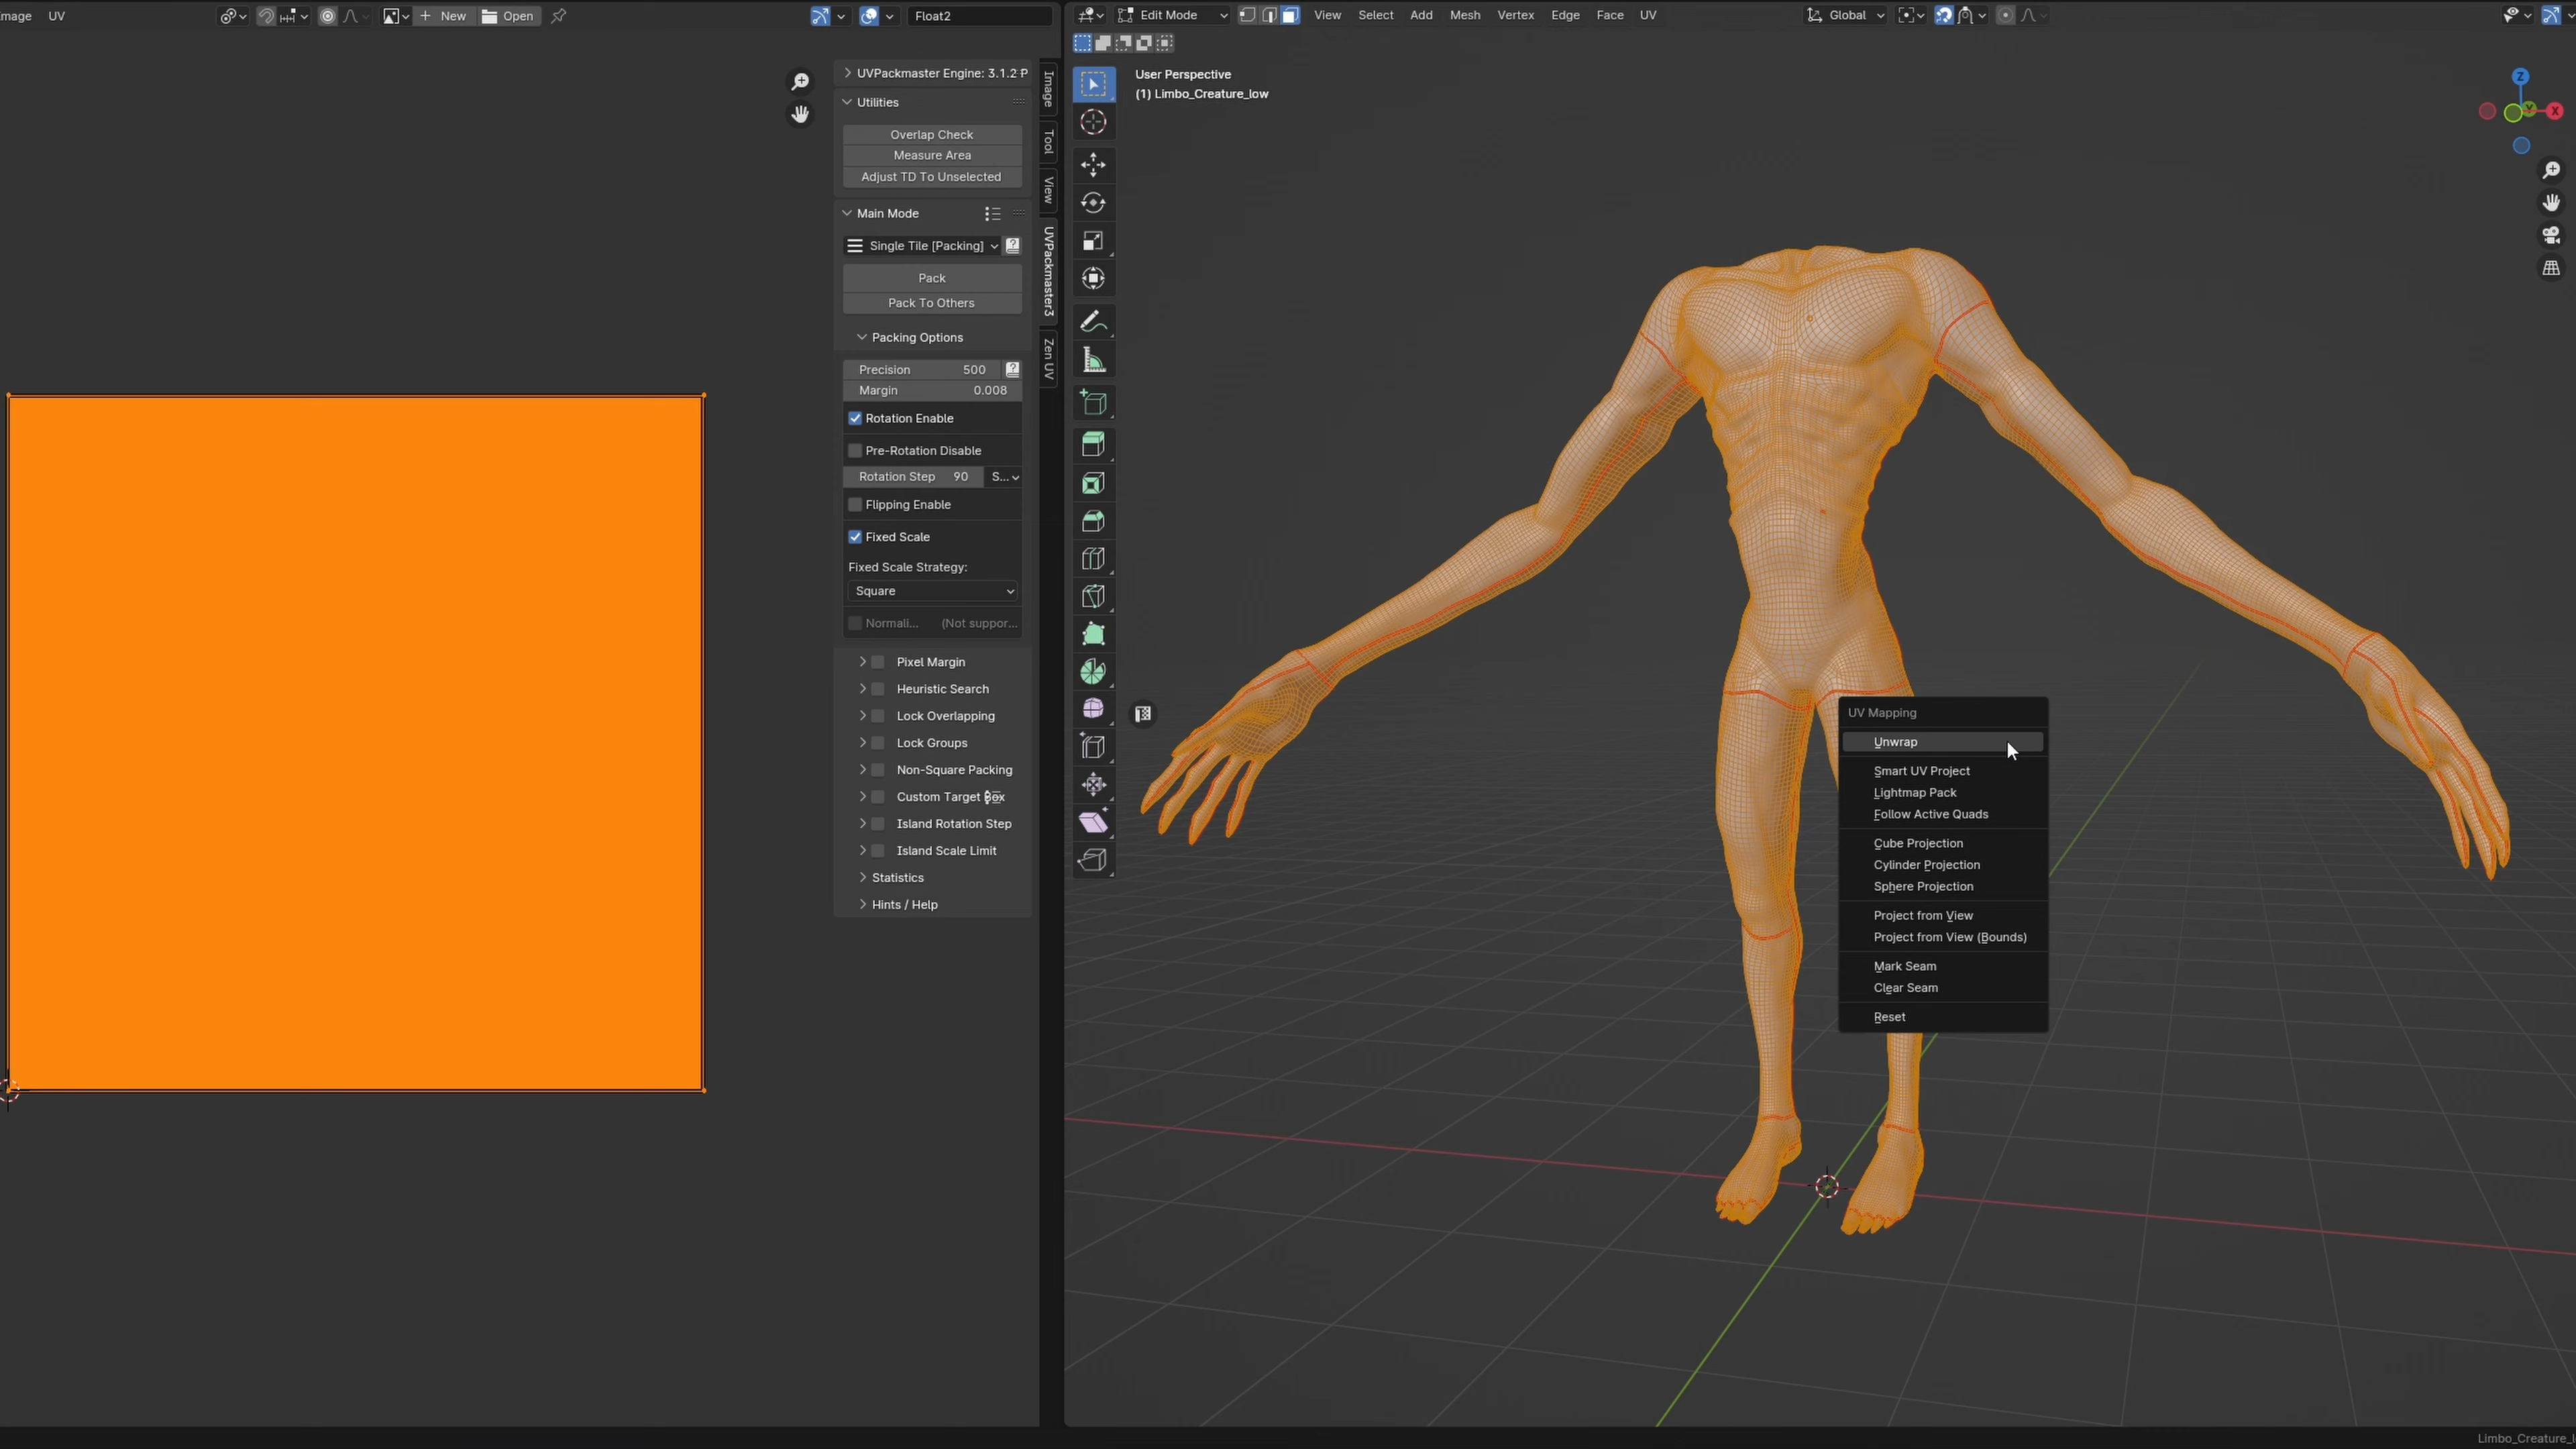 mage UV New Open Float2
UVPackmaster Engine: 3.1.2 P
Utilities
Overlap Check
Measure Area
Adjust TD To Unselected
Main Mode
Single Tile [Packing]
Pack
Pack To Others
Packing Options
Precision 500
Margin 0.008
Rotation Enable
Pre-Rotation Disable
Rotation Step 90 S...
Flipping Enable
Fixed Scale
Fixed Scale Strategy:
Square
Normali... (Not suppor...
Pixel Margin
Heuristic Search
Lock Overlapping
Lock Groups
Non-Square Packing
Custom Target Box
Island Rotation Step
Island Scale Limit
Statistics
Hints / Help
Image
Tool
View
UVPackmaster3
Zen UV
Edit Mode View Select Add Mesh Vertex Edge Face UV Global
User Perspective
(1) Limbo_Creature_low
Z
Y
X
UV Mapping
Unwrap
Smart UV Project
Lightmap Pack
Follow Active Quads
Cube Projection
Cylinder Projection
Sphere Projection
Project from View
Project from View (Bounds)
Mark Seam
Clear Seam
Reset
Limbo_Creature_l